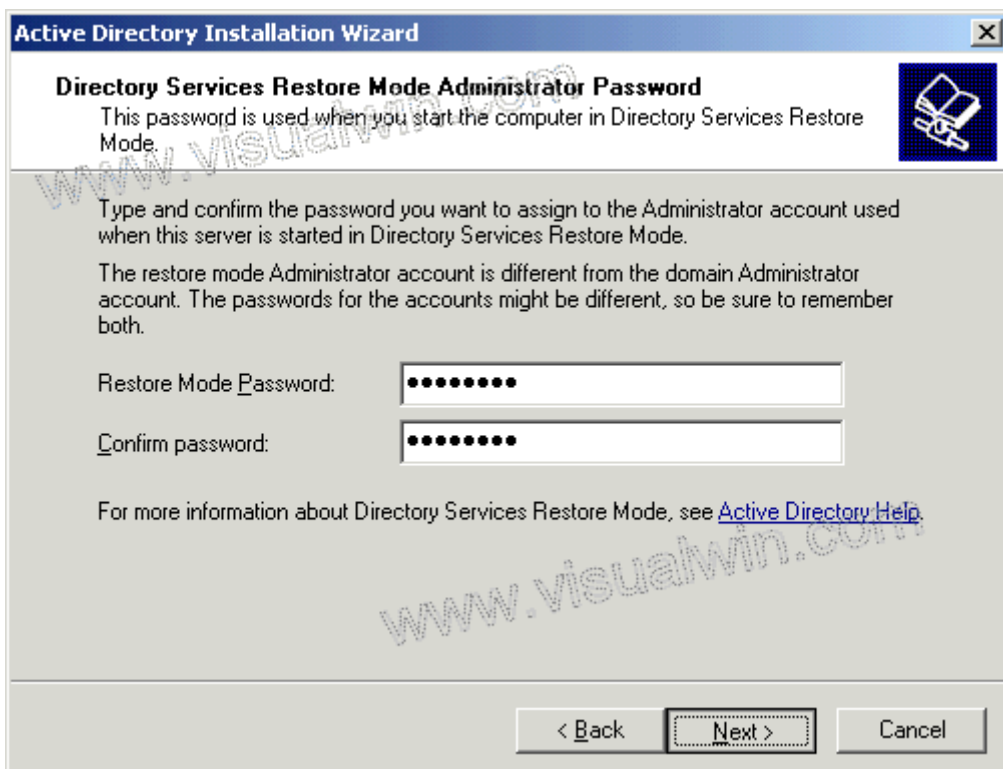 Active Directory Installation Wizard
Directory Services Restore Mode Administrator Password
This password is used when you start the computer in Directory Services Restore
Mode.
www.visualwin.com
Type and confirm the password you want to assign to the Administrator account used
when this server is started in Directory Services Restore Mode.
The restore mode Administrator account is different from the domain Administrator
account. The passwords for the accounts might be different, so be sure to remember
both.
Restore Mode Password: ••••••••
Confirm password: ••••••••
For more information about Directory Services Restore Mode, see Active Directory Help.
www.visualwin.com
< Back Next > Cancel